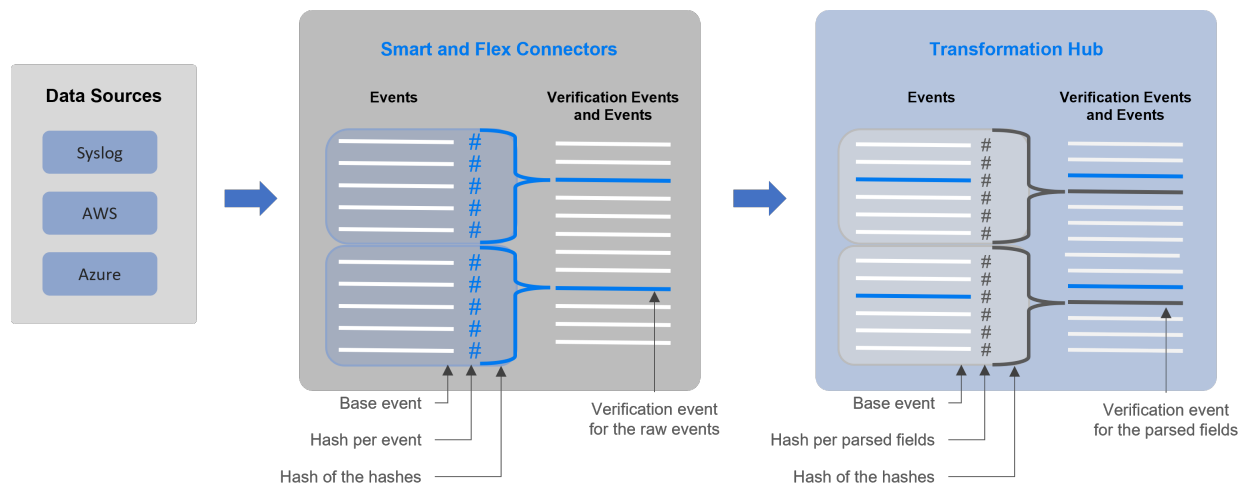 Data Sources
Syslog
AWS
Azure
Smart and Flex Connectors
Events
Verification Events
and Events
#
#
#
#
#
#
#
#
#
#
Base event
Hash per event
Hash of the hashes
Verification event
for the raw events
Transformation Hub
Events
Verification Events
and Events
#
#
#
#
#
#
#
#
#
#
#
#
Base event
Hash per parsed fields
Hash of the hashes
Verification event
for the parsed fields